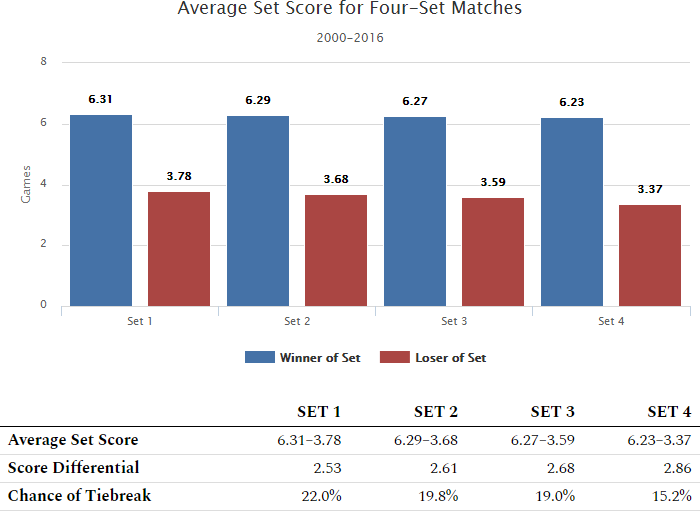 Average Set Score for Four-Set Matches
2000-2016
8
6.31 6.29 6.27 6.23
6
3.78 3.68 3.59 3.37
4
Games
2
0
Set 1 Set 2 Set 3 Set 4
Winner of Set Loser of Set
SET 1 SET 2 SET 3 SET 4
Average Set Score 6.31–3.78 6.29–3.68 6.27–3.59 6.23–3.37
Score Differential 2.53 2.61 2.68 2.86
Chance of Tiebreak 22.0% 19.8% 19.0% 15.2%